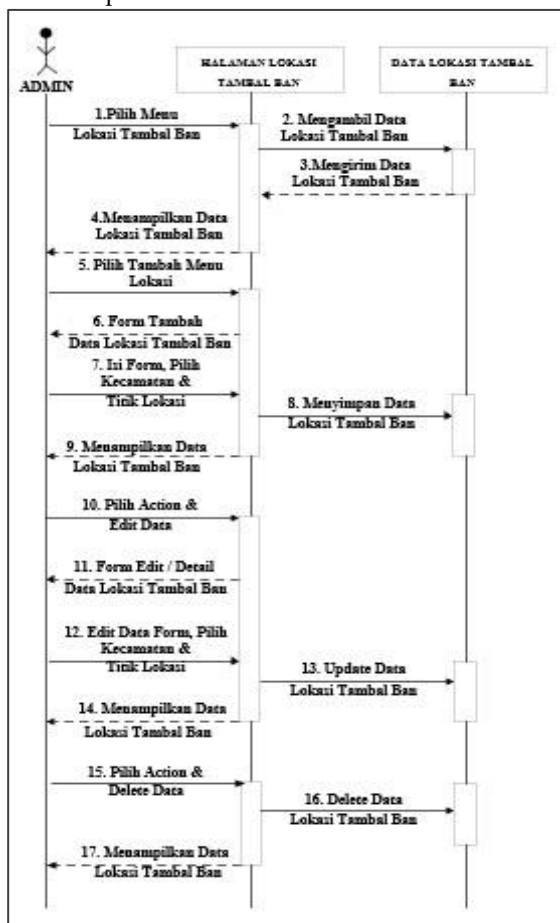 ADMIN
HALAMAN LOKASI
TAMBAL BAN
DATA LOKASI TAMBAL
BAN
1.Pilih Menu
Lokasi Tambal Ban
2. Mengambil Data
Lokasi Tambal Ban
3.Mengirim Data
Lokasi Tambal Ban
4.Menampilkan Data
Lokasi Tambal Ban
5. Pilih Tambah Menu
Lokasi
6. Form Tambah
Data Lokasi Tambal Ban
7. Isi Form, Pilih
Kecamatan &
Titik Lokasi
8. Menyimpan Data
Lokasi Tambal Ban
9. Menampilkan Data
Lokasi Tambal Ban
10. Pilih Action &
Edit Data
11. Form Edit / Detail
Data Lokasi Tambal Ban
12. Edit Data Form, Pilih
Kecamatan &
Titik Lokasi
13. Update Data
Lokasi Tambal Ban
14. Menampilkan Data
Lokasi Tambal Ban
15. Pilih Action &
Delete Data
16. Delete Data
Lokasi Tambal Ban
17. Menampilkan Data
Lokasi Tambal Ban